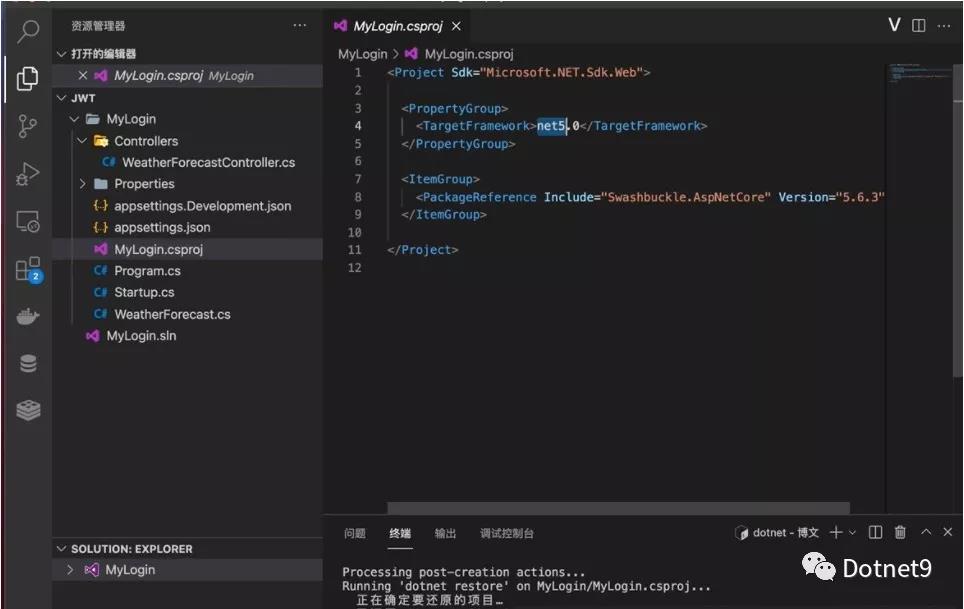 资源管理器
打开的编辑器
MyLogin.csproj MyLogin
JWT
MyLogin
Controllers
C# WeatherForecastController.cs
Properties
{..} appsettings.Development.json
{..} appsettings.json
MyLogin.csproj
C# Program.cs
C# Startup.cs
C# WeatherForecast.cs
MyLogin.sln
2
SOLUTION: EXPLORER
MyLogin
MyLogin.csproj
V
MyLogin > MyLogin.csproj
1 <Project Sdk="Microsoft.NET.Sdk.Web">
2
3 <PropertyGroup>
4 <TargetFramework>net5.0</TargetFramework>
5 </PropertyGroup>
6
7 <ItemGroup>
8 <PackageReference Include="Swashbuckle.AspNetCore" Version="5.6.3"
9 </ItemGroup>
10
11 </Project>
12
问题 终端 输出 调试控制台 dotnet - 博文
Processing post-creation actions...
Running 'dotnet restore' on MyLogin/MyLogin.csproj...
正在确定要还原的项目…
Dotnet9